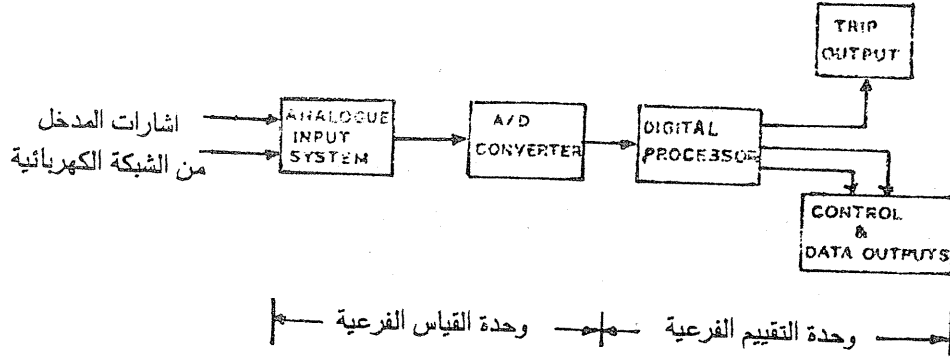 TRIP
OUTPUT
اشارات المدخل
من الشبكة الكهربائية
ANALOGUE
INPUT
SYSTEM
A/D
CONVERTER
DIGITAL
PROCESSOR
CONTROL
&
DATA OUTPUTS
وحدة القياس الفرعية
وحدة التقييم الفرعية